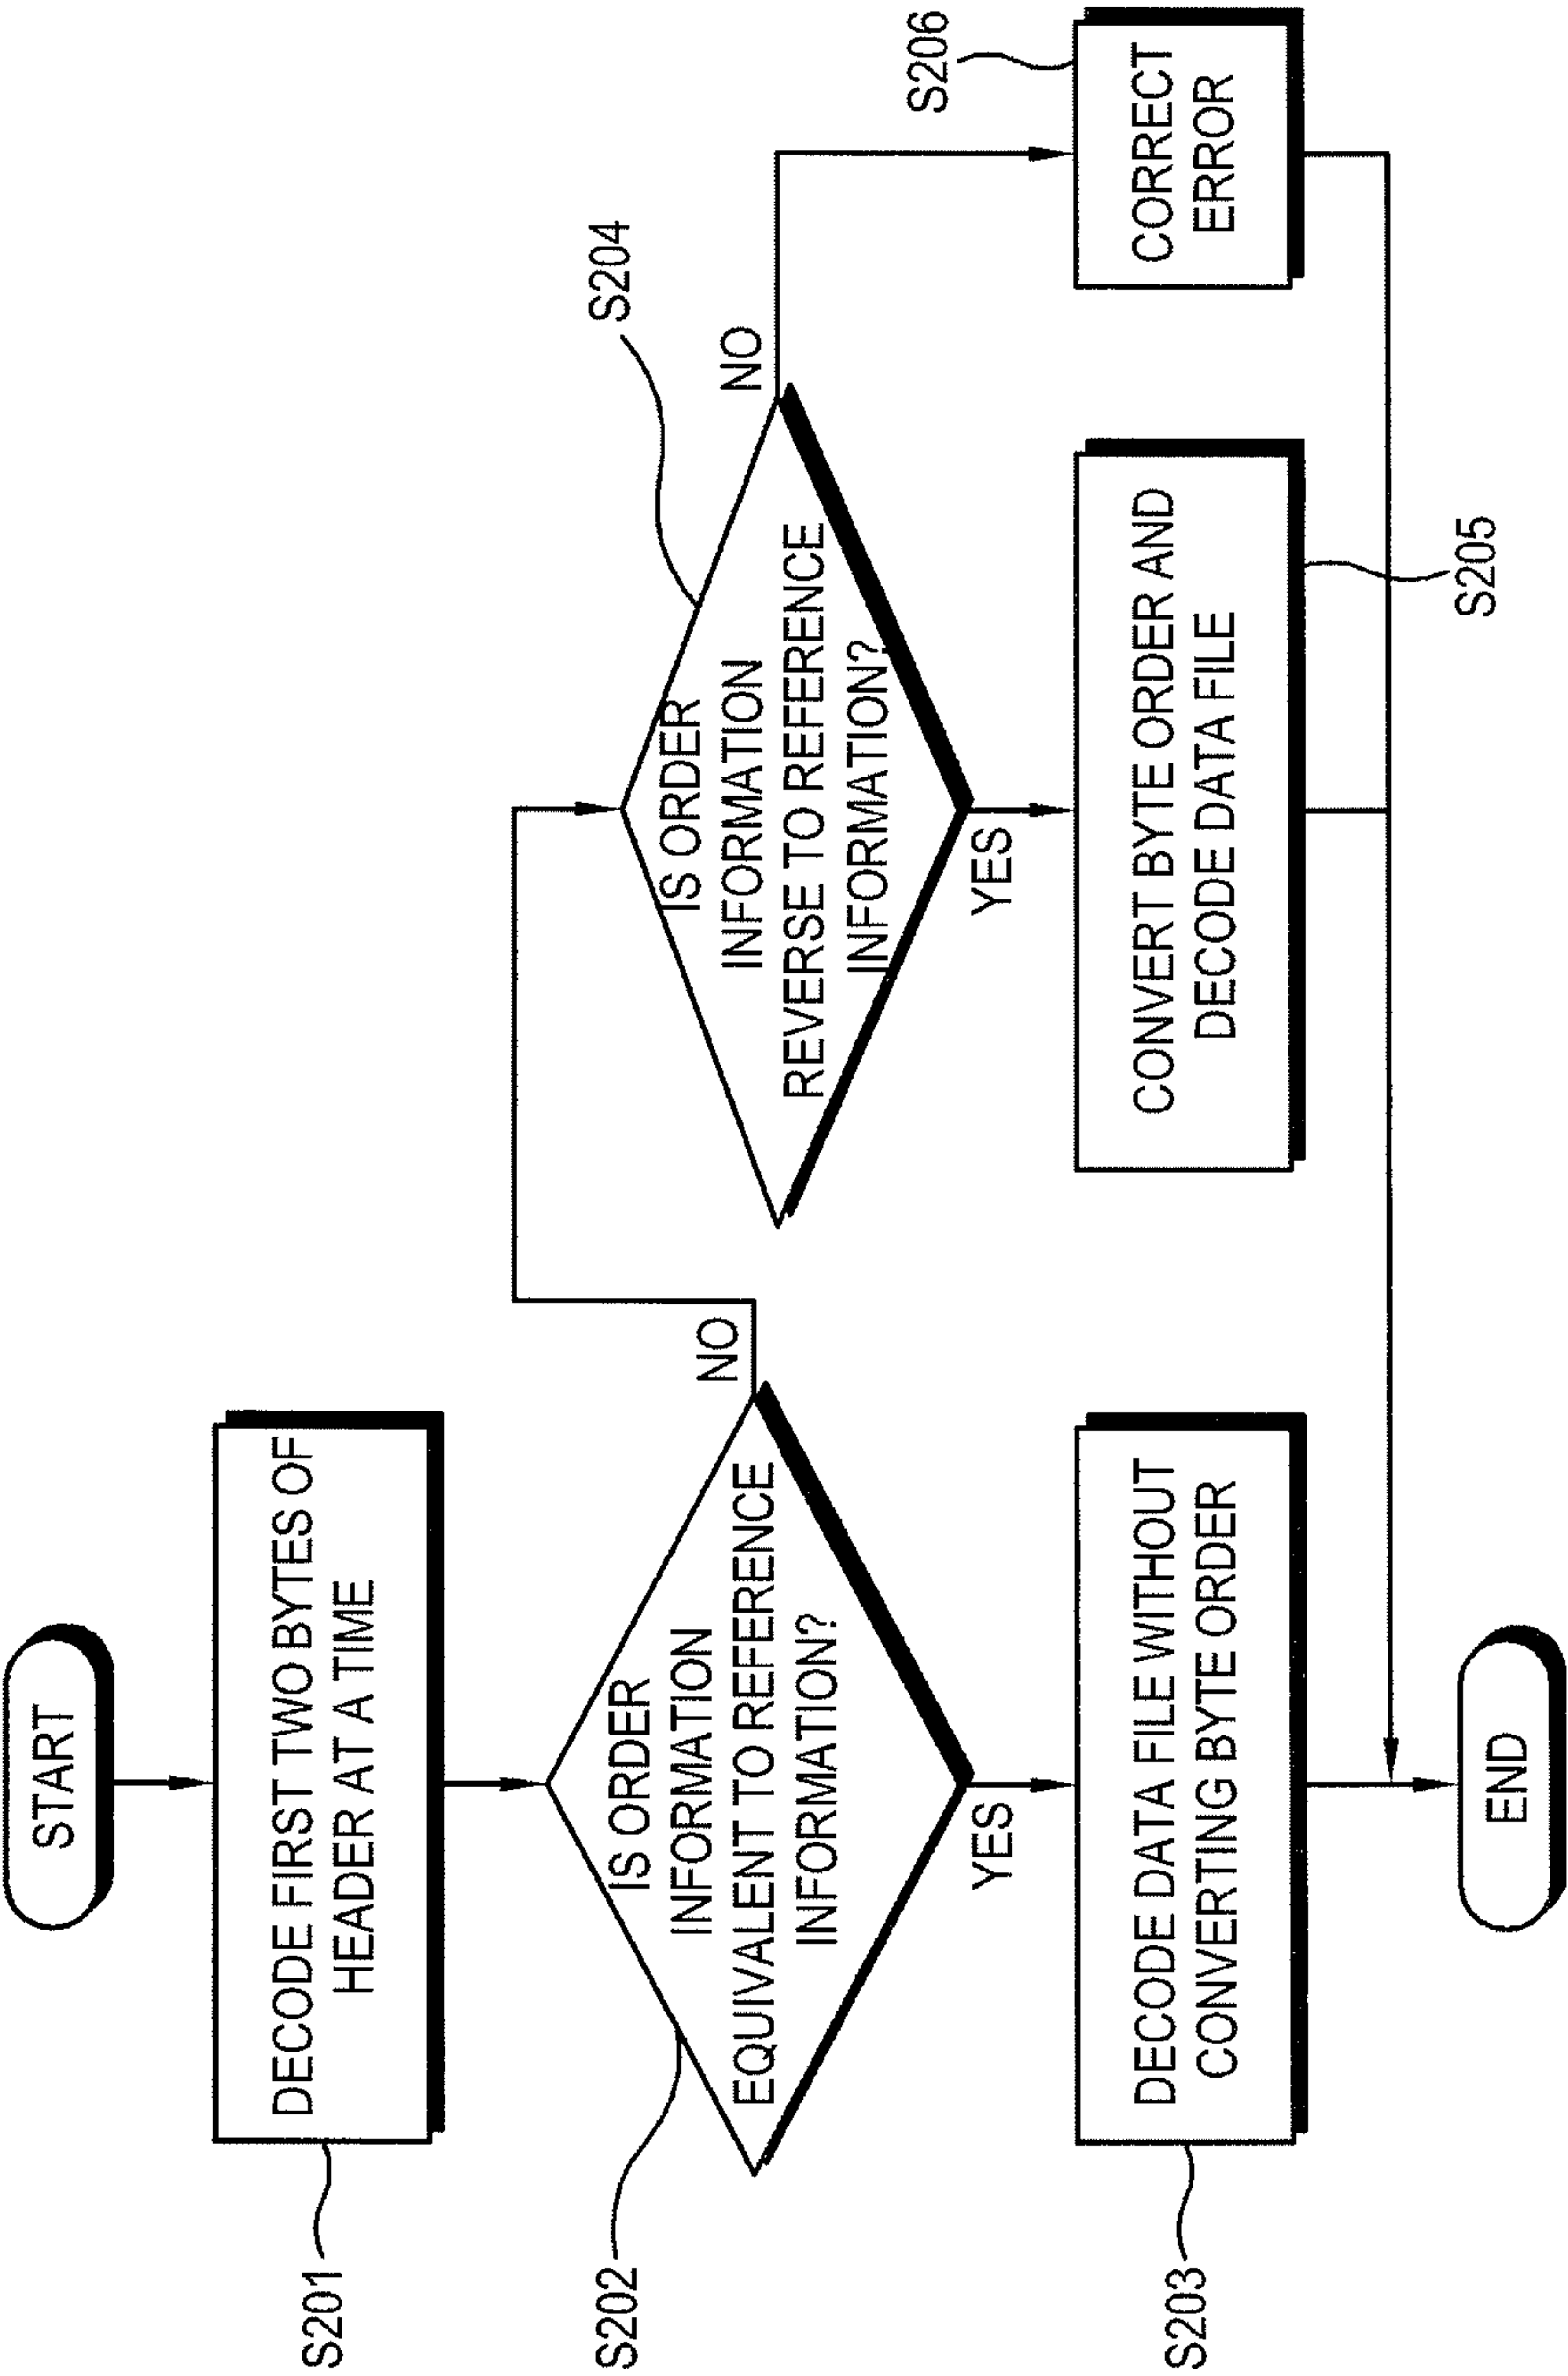 START
DECODE FIRST TWO BYTES OF
HEADER AT A TIME
S201
IS ORDER
INFORMATION
EQUIVALENT TO REFERENCE
INFORMATION?
S202
NO
YES
DECODE DATA FILE WITHOUT
CONVERTING BYTE ORDER
S203
IS ORDER
INFORMATION
REVERSE TO REFERENCE
INFORMATION?
S204
NO
YES
CONVERT BYTE ORDER AND
DECODE DATA FILE
S205
CORRECT
ERROR
S206
END